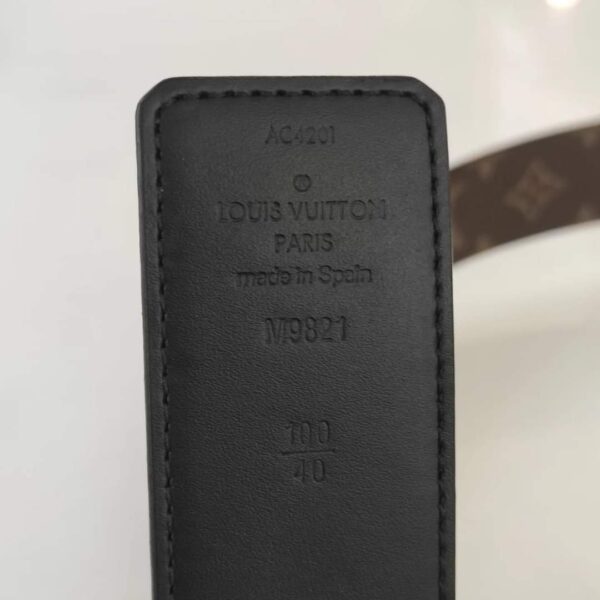 AC4201
LOUIS VUITTON
PARIS
made in Spain
M9821
100
40